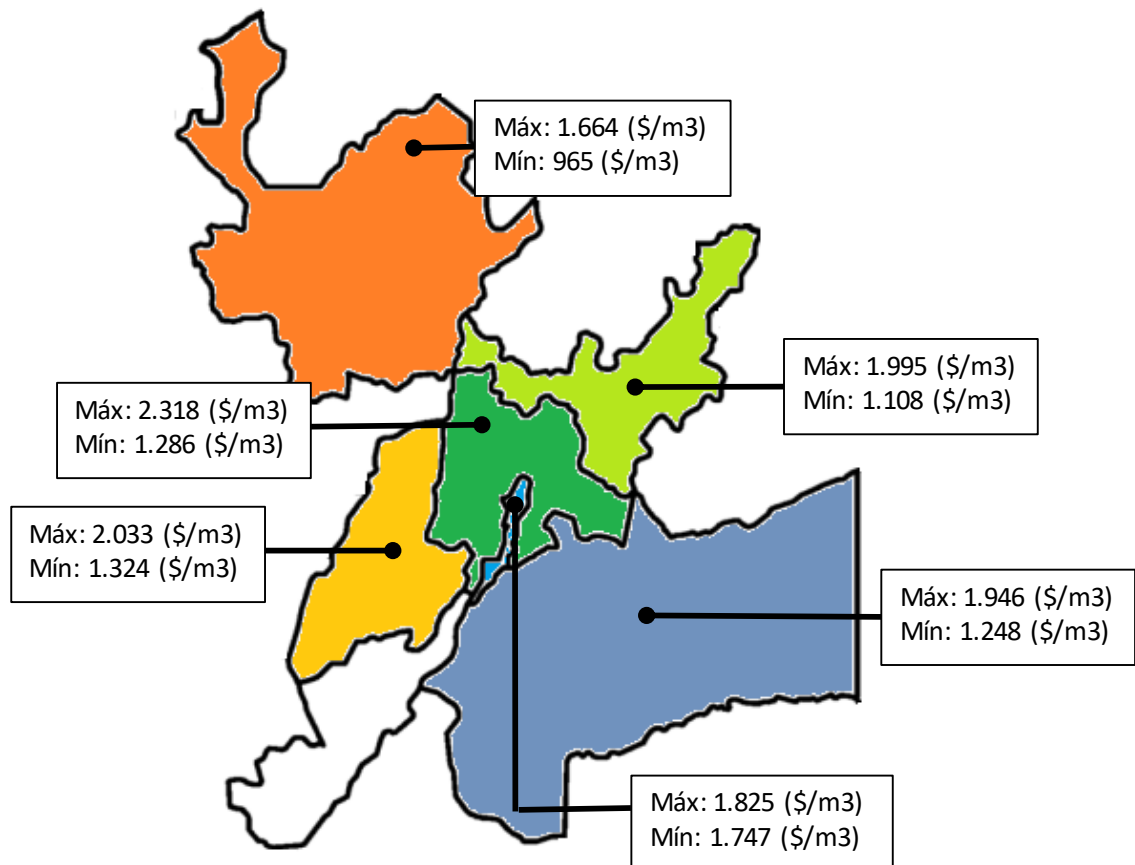 Máx: 1.664 ($/m3)
Mín: 965 ($/m3)
Máx: 1.995 ($/m3)
Mín: 1.108 ($/m3)
Máx: 2.318 ($/m3)
Mín: 1.286 ($/m3)
Máx: 2.033 ($/m3)
Mín: 1.324 ($/m3)
Máx: 1.946 ($/m3)
Mín: 1.248 ($/m3)
Máx: 1.825 ($/m3)
Mín: 1.747 ($/m3)